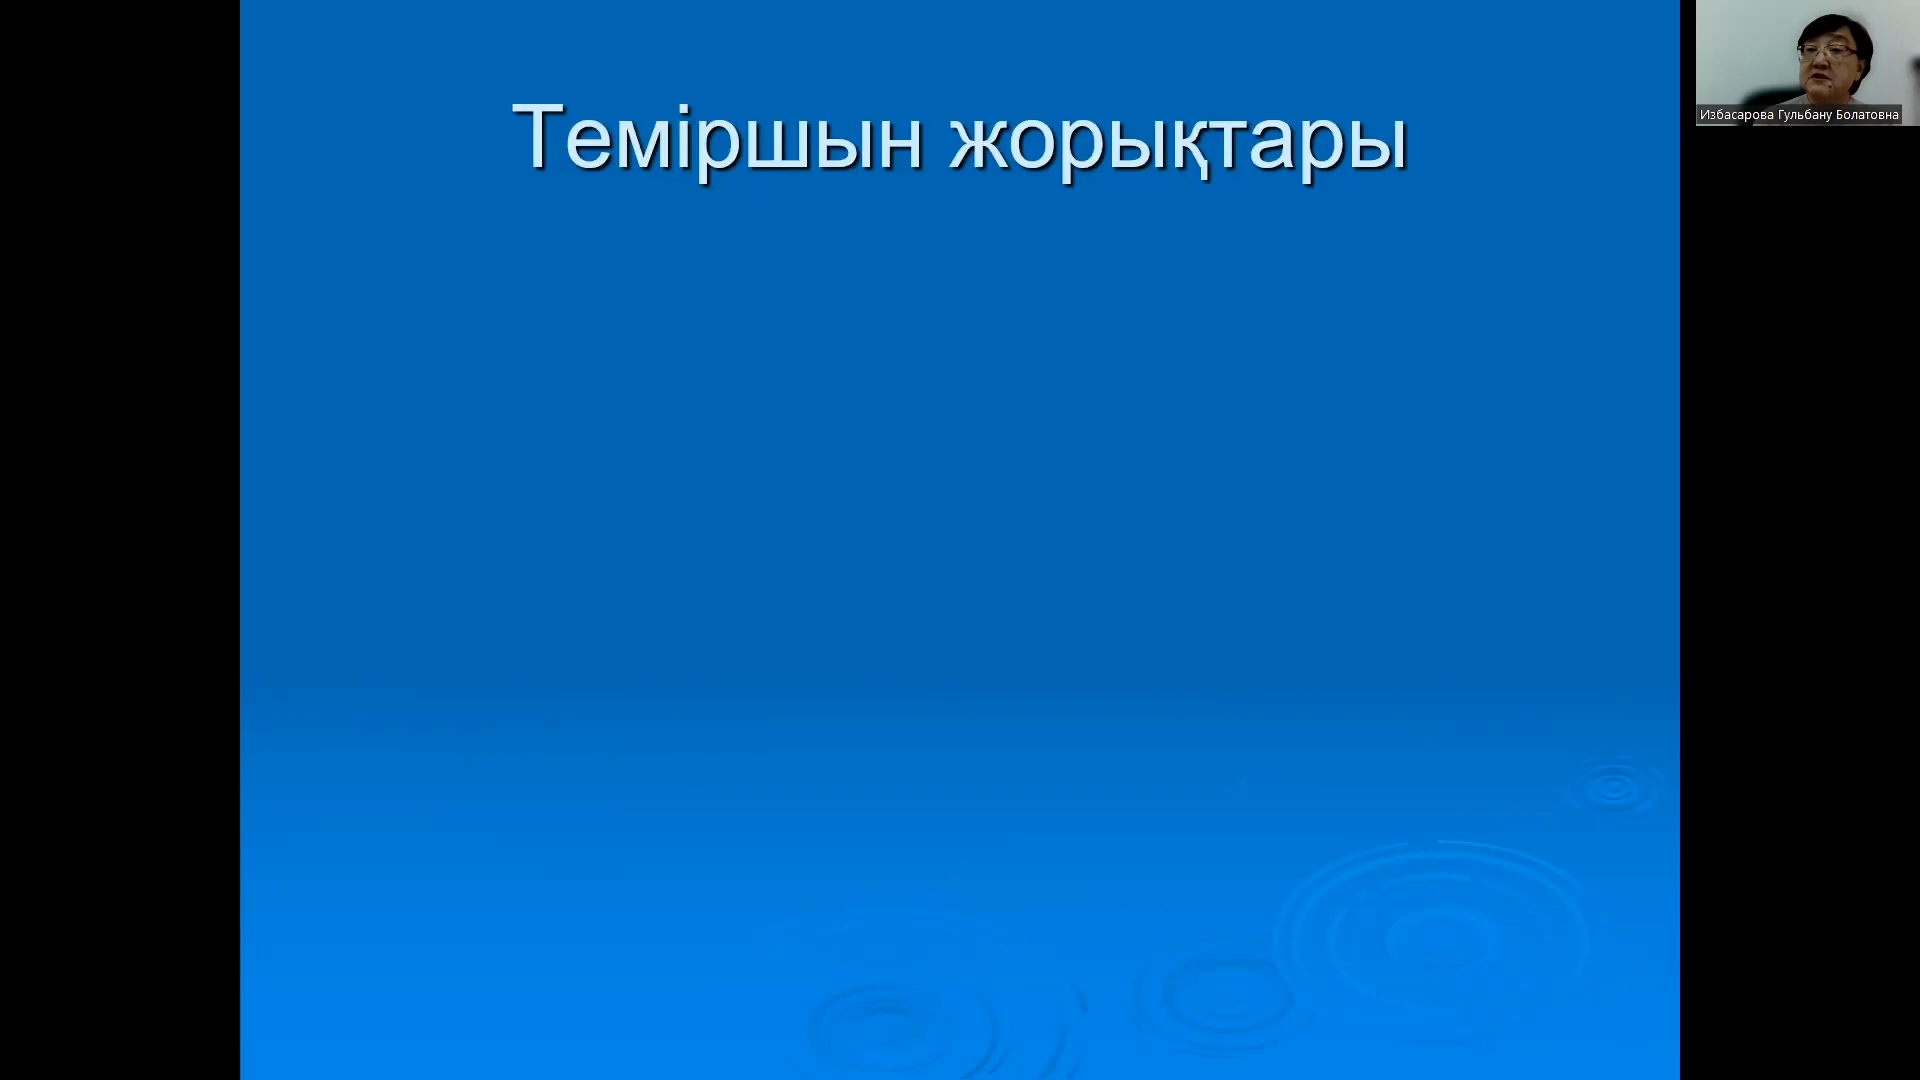 Теміршын жорықтары
Избасарова Гульбану Болатовна